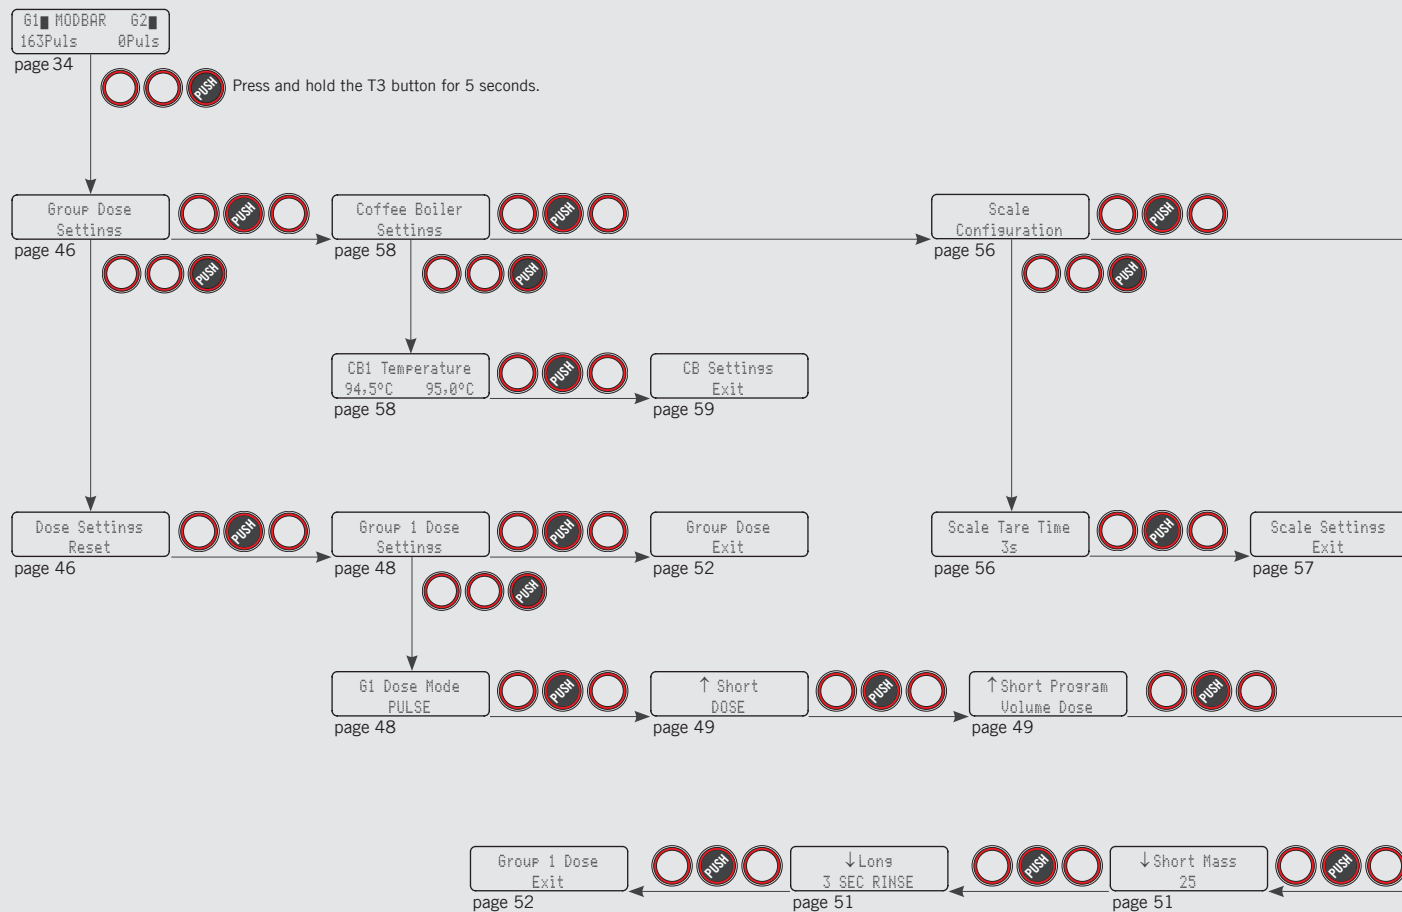 G1▮ MODBAR G2▮
163Puls 0Puls
page 34
PUSH
Press and hold the T3 button for 5 seconds.
Group Dose
Settings
page 46
PUSH
Coffee Boiler
Settings
page 58
PUSH
Scale
Configuration
page 56
PUSH
PUSH
PUSH
PUSH
CB1 Temperature
94,5°C 95,0°C
page 58
PUSH
CB Settings
Exit
page 59
Dose Settings
Reset
page 46
PUSH
Group 1 Dose
Settings
page 48
PUSH
Group Dose
Exit
page 52
Scale Tare Time
3s
page 56
PUSH
Scale Settings
Exit
page 57
PUSH
G1 Dose Mode
PULSE
page 48
PUSH
↑ Short
DOSE
page 49
PUSH
↑Short Program
Volume Dose
page 49
PUSH
Group 1 Dose
Exit
page 52
PUSH
↓Long
3 SEC RINSE
page 51
PUSH
↓Short Mass
25
page 51
PUSH